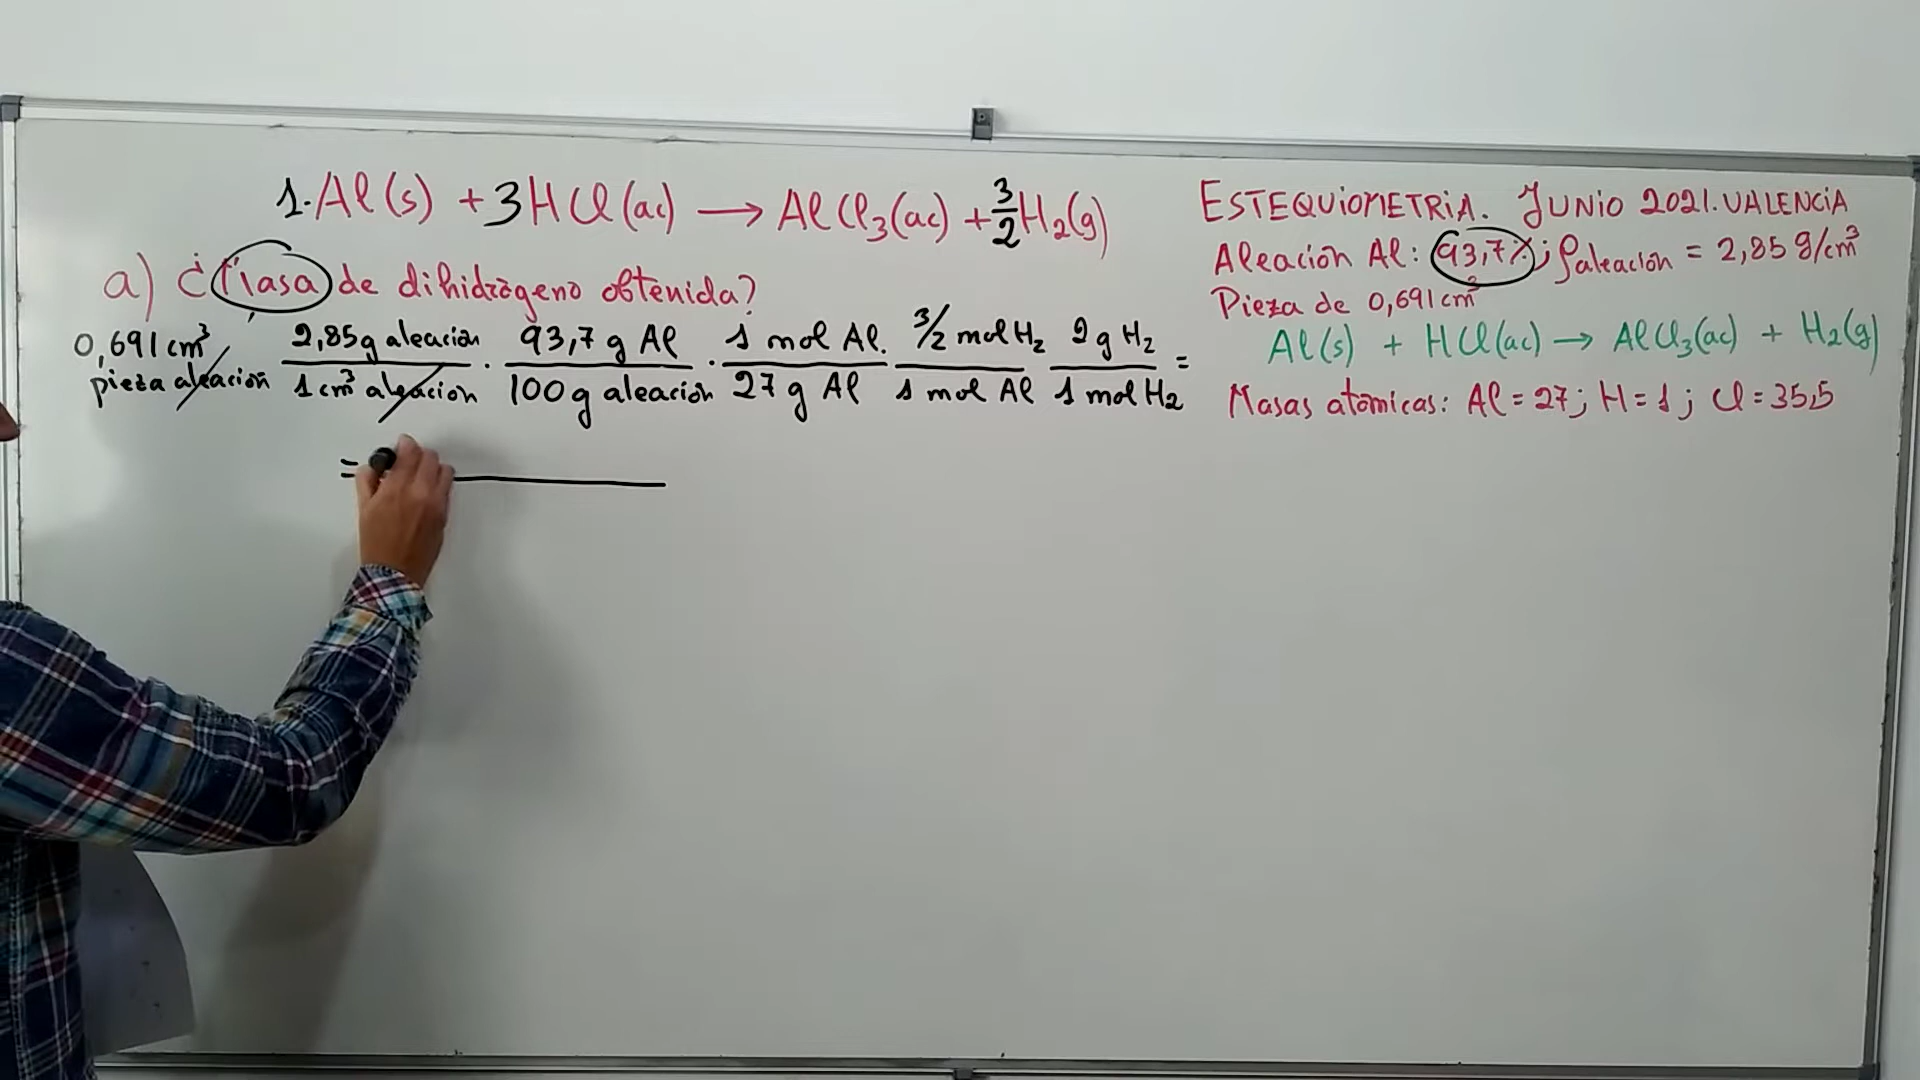 1·Al(s) + 3HCl(ac) → AlCl₃(ac) + 3/2 H₂(g)
a) ¿Masa de dihidrógeno obtenida?
0,691 cm³ pieza aleación · 2,85 g aleación / 1 cm³ aleación · 93,7 g Al / 100 g aleación · 1 mol Al / 27 g Al · 3/2 mol H₂ / 1 mol Al · 2 g H₂ / 1 mol H₂ =
=
ESTEQUIOMETRIA. JUNIO 2021. VALENCIA
Aleación Al: 93,7%; ρaleación = 2,85 g/cm³
Pieza de 0,691 cm³
Al(s) + HCl(ac) → AlCl₃(ac) + H₂(g)
Masas atómicas: Al = 27; H = 1; Cl = 35,5